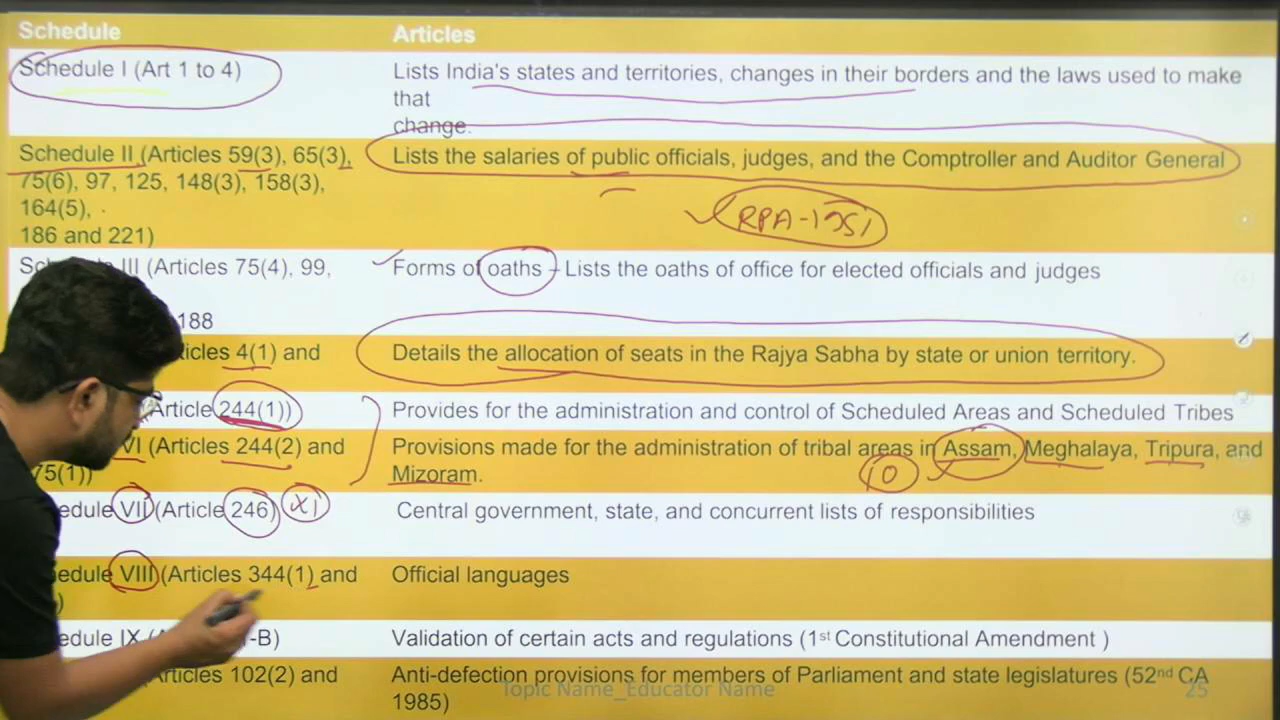 Schedule Articles
Schedule I (Art 1 to 4) Lists India's states and territories, changes in their borders and the laws used to make
that
change.
Schedule II (Articles 59(3), 65(3), Lists the salaries of public officials, judges, and the Comptroller and Auditor General
75(6), 97, 125, 148(3), 158(3),
164(5),
RPA-1951
186 and 221)
III (Articles 75(4), 99, Forms of oaths – Lists the oaths of office for elected officials and judges
188
4(1) and Details the allocation of seats in the Rajya Sabha by state or union territory.
(Article 244(1)) Provides for the administration and control of Scheduled Areas and Scheduled Tribes
VI (Articles 244(2) and Provisions made for the administration of tribal areas in Assam, Meghalaya, Tripura, and
75(1)) Mizoram.
10
VII (Article 246) XI Central government, state, and concurrent lists of responsibilities
VIII (Articles 344(1) and Official languages
IX -B) Validation of certain acts and regulations (1st Constitutional Amendment )
102(2) and Anti-defection provisions for members of Parliament and state legislatures (52nd CA
1985)
Topic Name_Educator Name 25